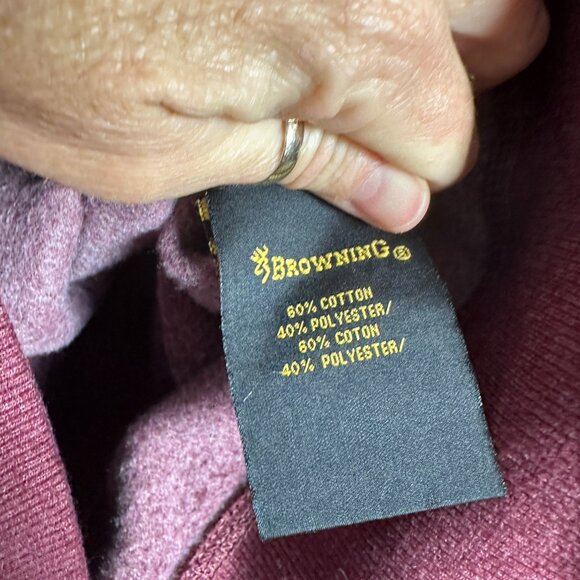 BROWNING®
60% COTTON
40% POLYESTER/
60% COTON
40% POLYESTER/